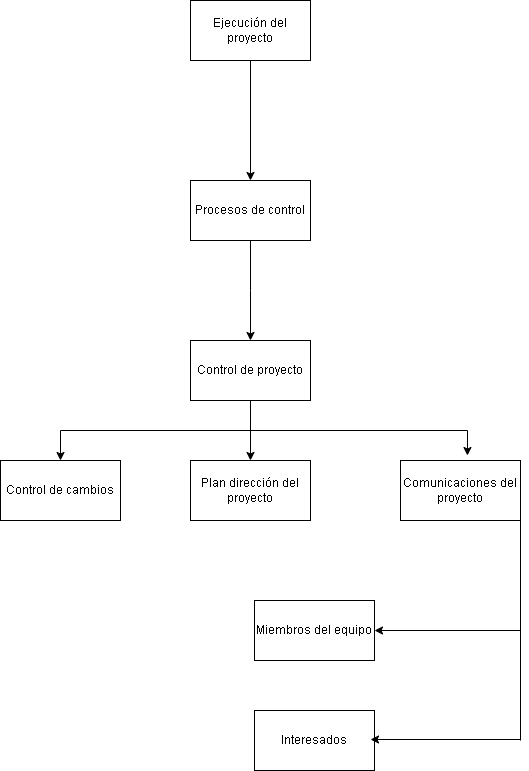 Ejecución del
proyecto
Procesos de control
Control de proyecto
Control de cambios
Plan dirección del
proyecto
Comunicaciones del
proyecto
Miembros del equipo
Interesados